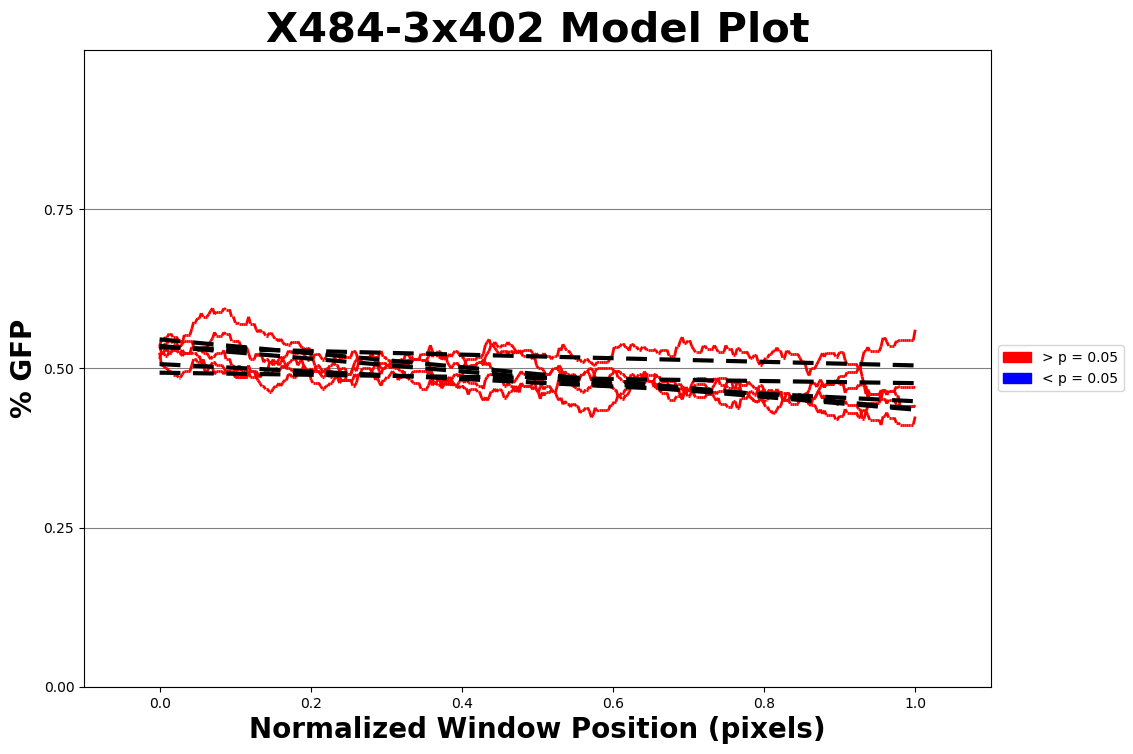 X484-3x402 Model Plot
% GFP
0.75
0.50
0.25
0.00
0.0 0.2 0.4 0.6 0.8 1.0
Normalized Window Position (pixels)
> p = 0.05
< p = 0.05